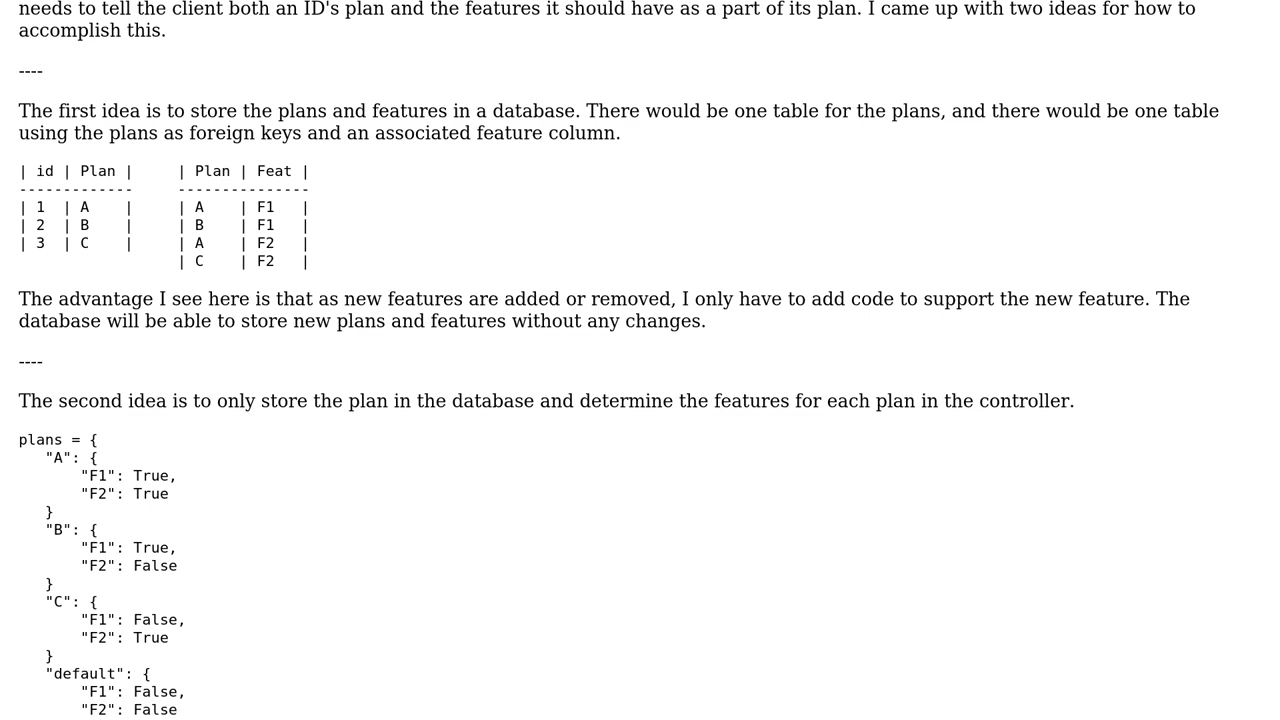 needs to tell the client both an ID's plan and the features it should have as a part of its plan. I came up with two ideas for how to
accomplish this.
----
The first idea is to store the plans and features in a database. There would be one table for the plans, and there would be one table
using the plans as foreign keys and an associated feature column.
| id | Plan |     | Plan | Feat |
-------------     ---------------
| 1  | A    |     | A    | F1   |
| 2  | B    |     | B    | F1   |
| 3  | C    |     | A    | F2   |
                  | C    | F2   |
The advantage I see here is that as new features are added or removed, I only have to add code to support the new feature. The
database will be able to store new plans and features without any changes.
----
The second idea is to only store the plan in the database and determine the features for each plan in the controller.
plans = {
   "A": {
       "F1": True,
       "F2": True
   }
   "B": {
       "F1": True,
       "F2": False
   }
   "C": {
       "F1": False,
       "F2": True
   }
   "default": {
       "F1": False,
       "F2": False